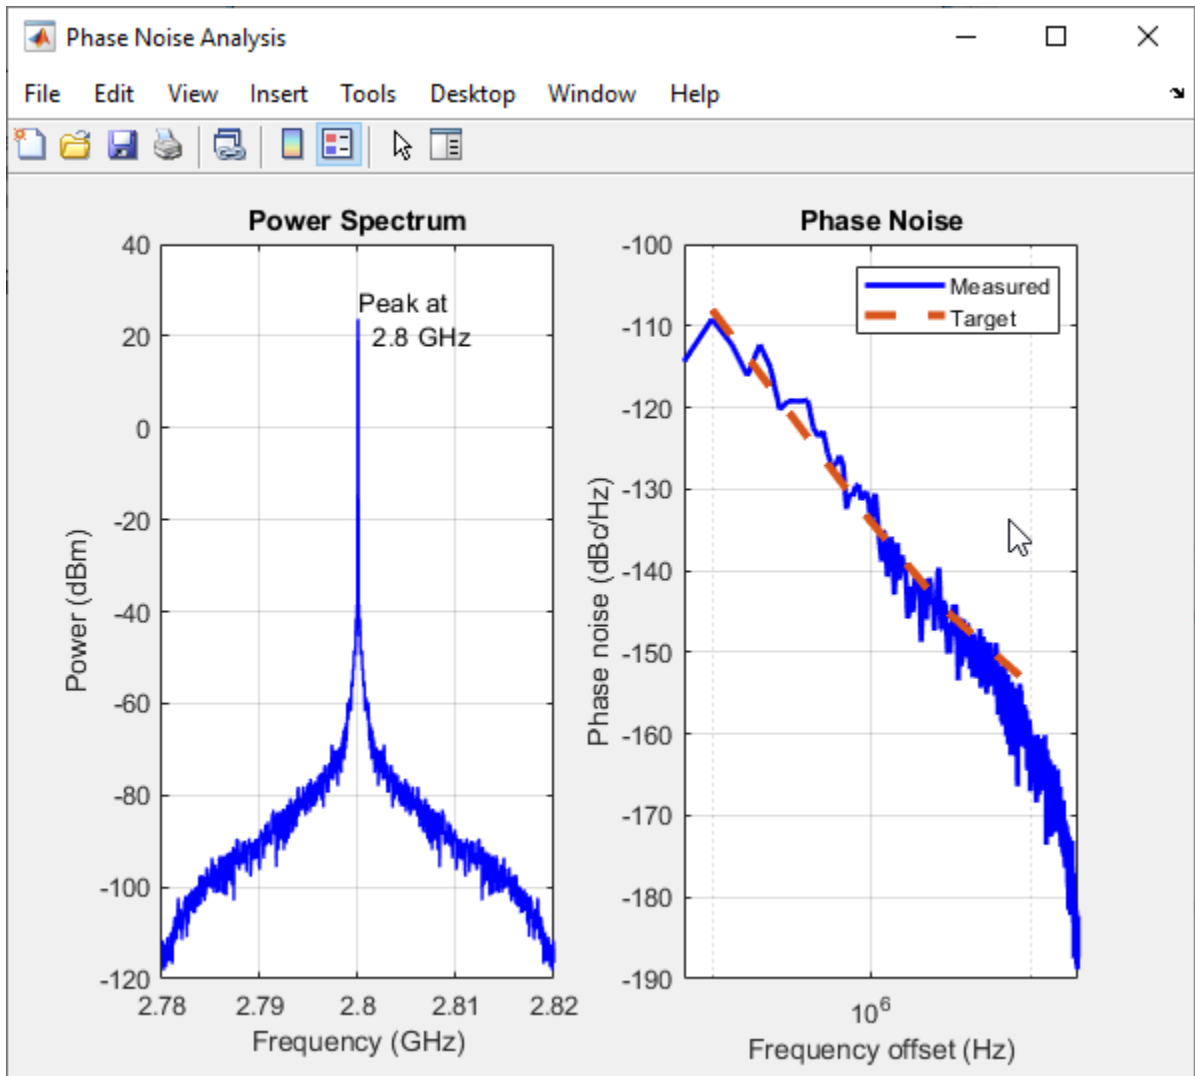 Phase Noise Analysis
File Edit View Insert Tools Desktop Window Help
Power Spectrum
40
20
0
-20
-40
-60
-80
-100
-120
Power (dBm)
Peak at
2.8 GHz
2.78 2.79 2.8 2.81 2.82
Frequency (GHz)
Phase Noise
-100
-110
-120
-130
-140
-150
-160
-170
-180
-190
Phase noise (dBc/Hz)
Measured
Target
10⁶
Frequency offset (Hz)